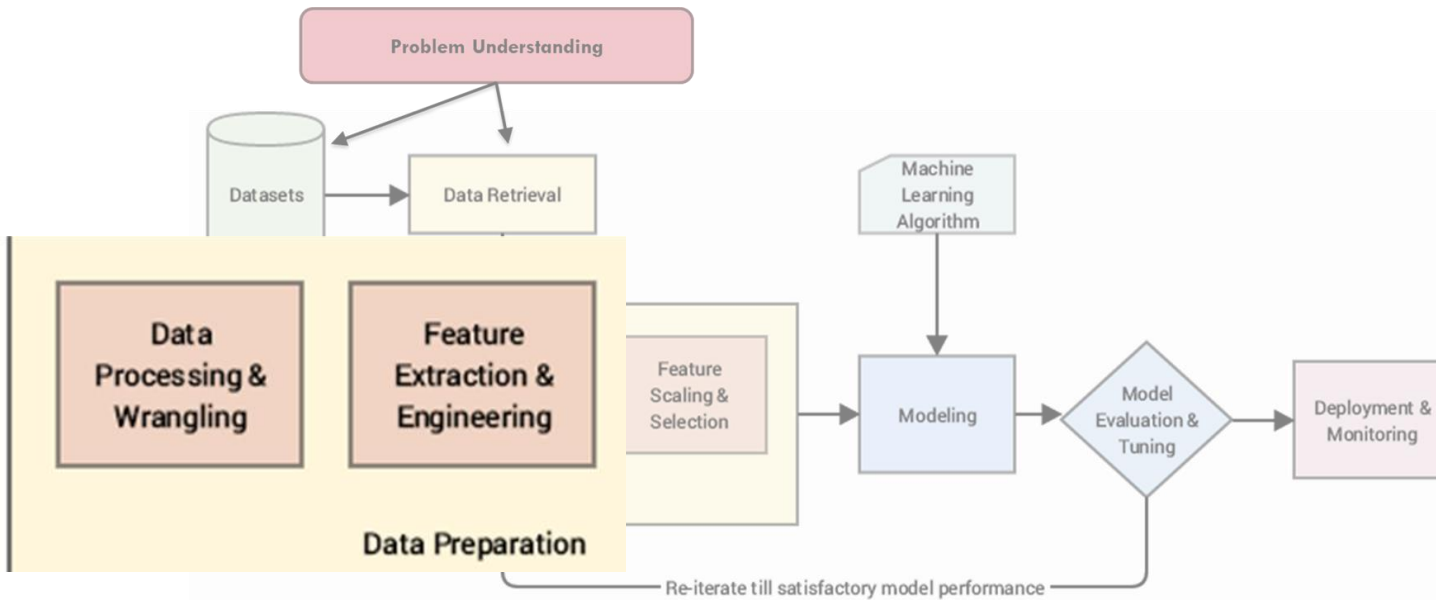 Problem Understanding
Datasets
Data Retrieval
Machine
Learning
Algorithm
Data
Processing &
Wrangling
Feature
Extraction &
Engineering
Feature
Scaling &
Selection
Modeling
Model
Evaluation &
Tuning
Deployment &
Monitoring
Data Preparation
Re-iterate till satisfactory model performance